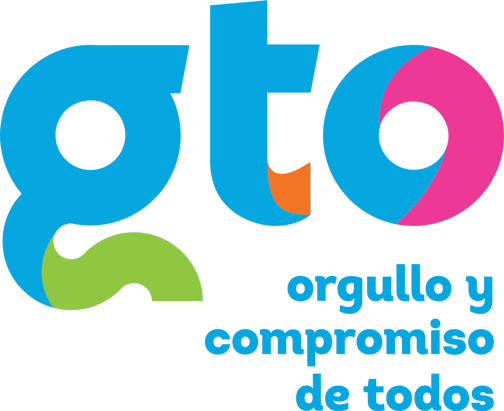 gto
orgullo y
compromiso
de todos